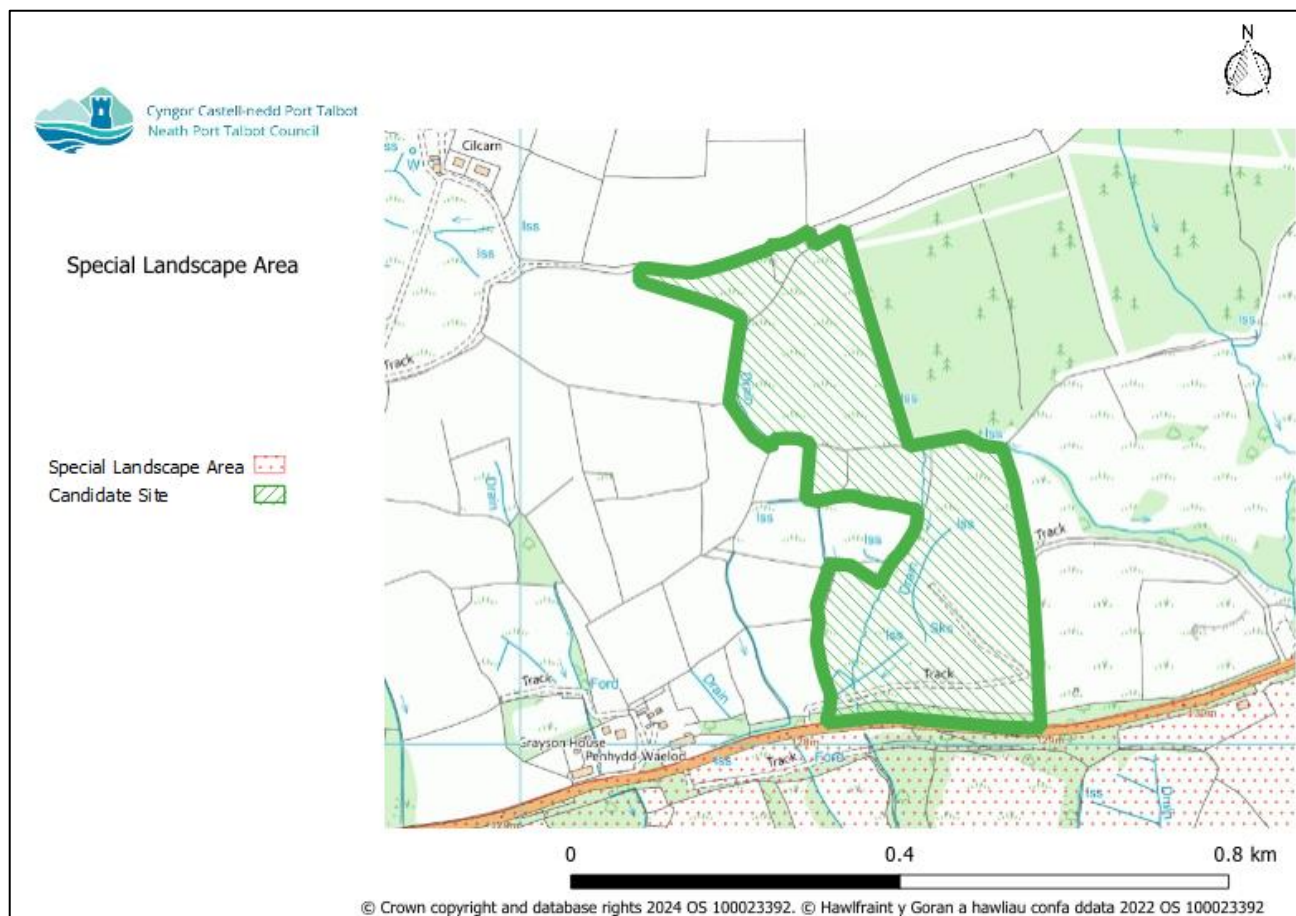 N
Cyngor Castell-nedd Port Talbot
Neath Port Talbot Council
Special Landscape Area
Special Landscape Area
Candidate Site
Iss
W
Cilcarn
Iss
Iss
Track
Iss
Drain
Iss
Iss
Drain
Iss
Iss
Iss
Track
Drain
Iss
Sks
Track
Track
Ford
Drain
Grayson House
Penhydd-Waelod
Iss
Track
Ford
128m
Iss
Drain
0
0.4
0.8 km
© Crown copyright and database rights 2024 OS 100023392. © Hawlfraint y Goran a hawliau confa ddata 2022 OS 100023392